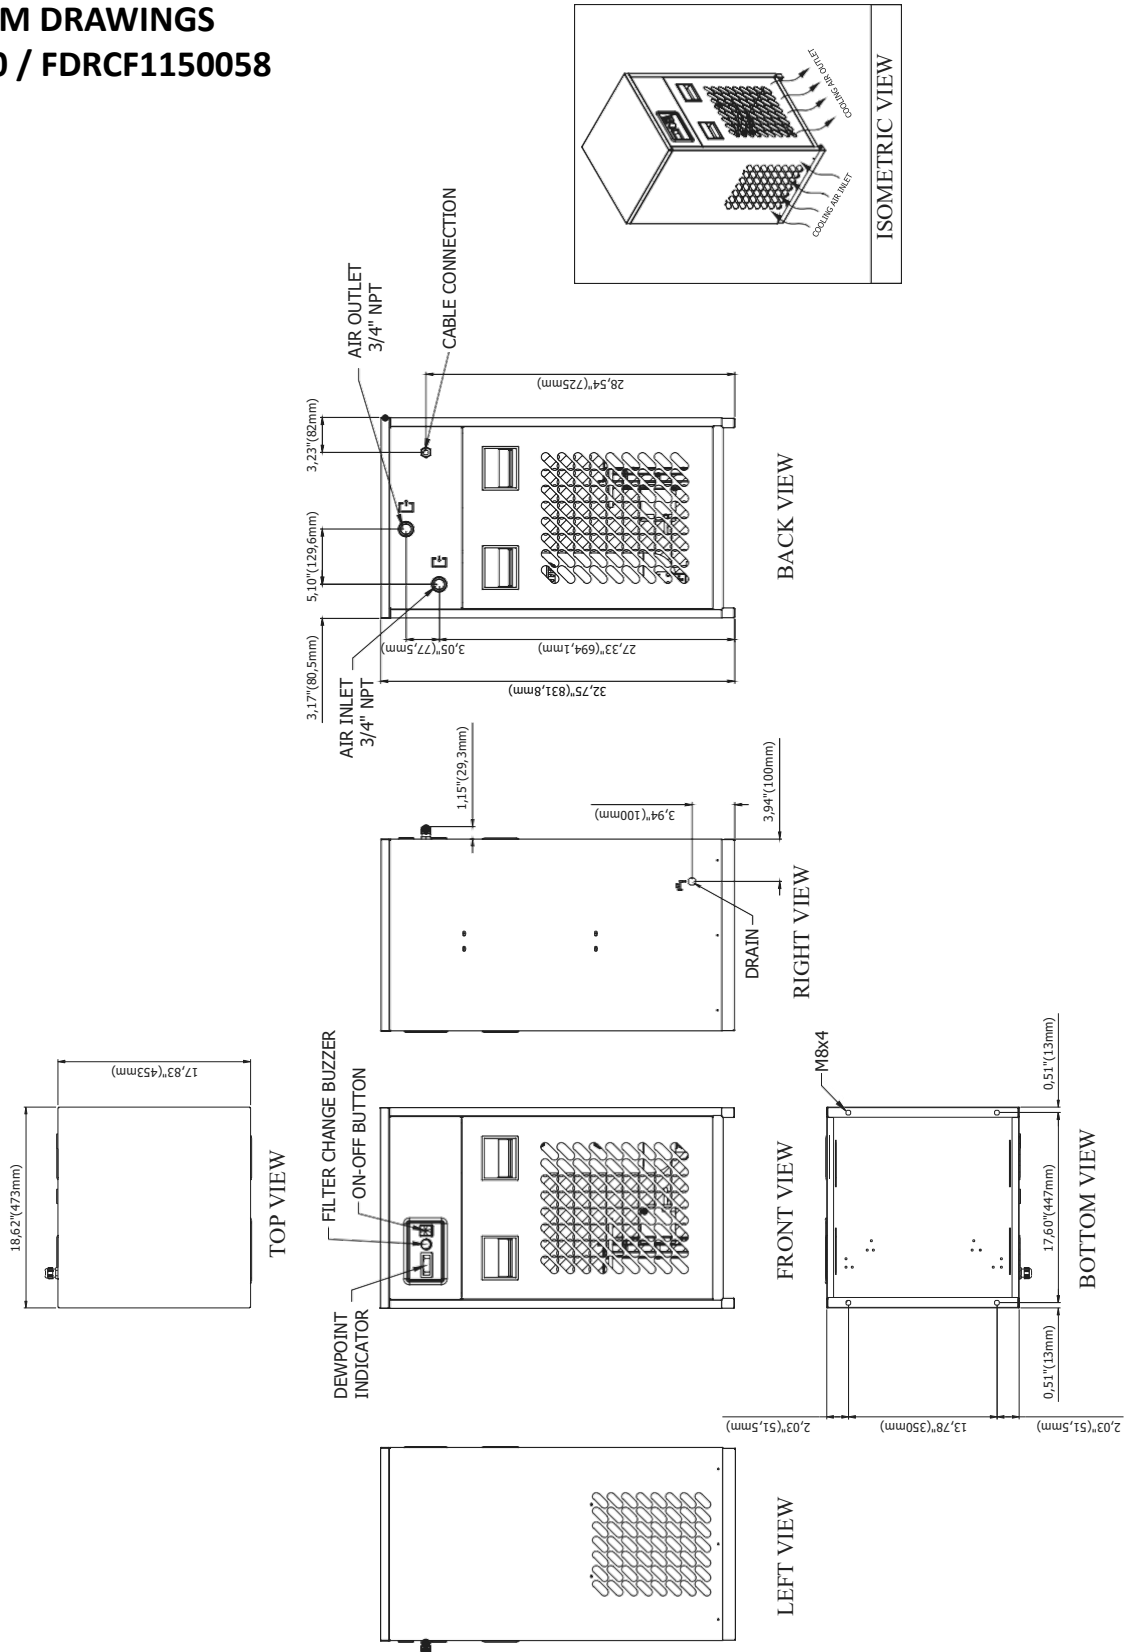 M DRAWINGS
0 / FDRCF1150058
COOLING AIR OUTLET
COOLING AIR OUTLET
COOLING AIR INLET
ISOMETRIC VIEW
AIR OUTLET
3/4" NPT
CABLE CONNECTION
3,23"(82mm)
5,10"(129,6mm)
3,17"(80,5mm)
28,54"(725mm)
3,05"(77,5mm)
27,33"(694,1mm)
32,75"(831,8mm)
AIR INLET
3/4" NPT
BACK VIEW
1,15"(29,3mm)
3,94"(100mm)
3,94"(100mm)
DRAIN
RIGHT VIEW
17,83"(453mm)
18,62"(473mm)
TOP VIEW
FILTER CHANGE BUZZER
ON-OFF BUTTON
DEWPOINT
INDICATOR
FRONT VIEW
M8x4
0,51"(13mm)
17,60"(447mm)
0,51"(13mm)
2,03"(51,5mm)
13,78"(350mm)
2,03"(51,5mm)
BOTTOM VIEW
LEFT VIEW